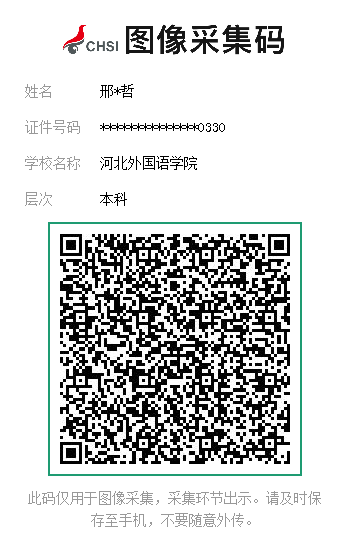 CHSI 图像采集码
姓名 邢*哲
证件号码 **************0330
学校名称 河北外国语学院
层次 本科
此码仅用于图像采集，采集环节出示。请及时保
存至手机，不要随意外传。